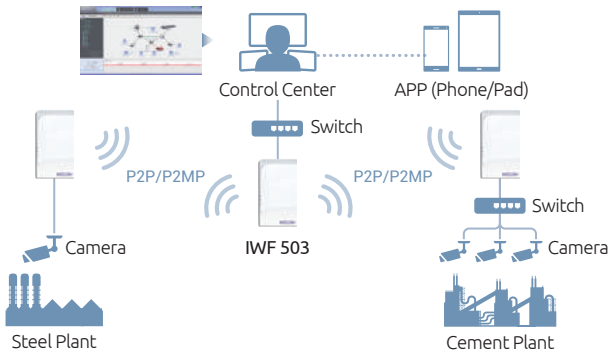 Control Center
APP (Phone/Pad)
Switch
P2P/P2MP
P2P/P2MP
Switch
Camera
IWF 503
Camera
Steel Plant
Cement Plant